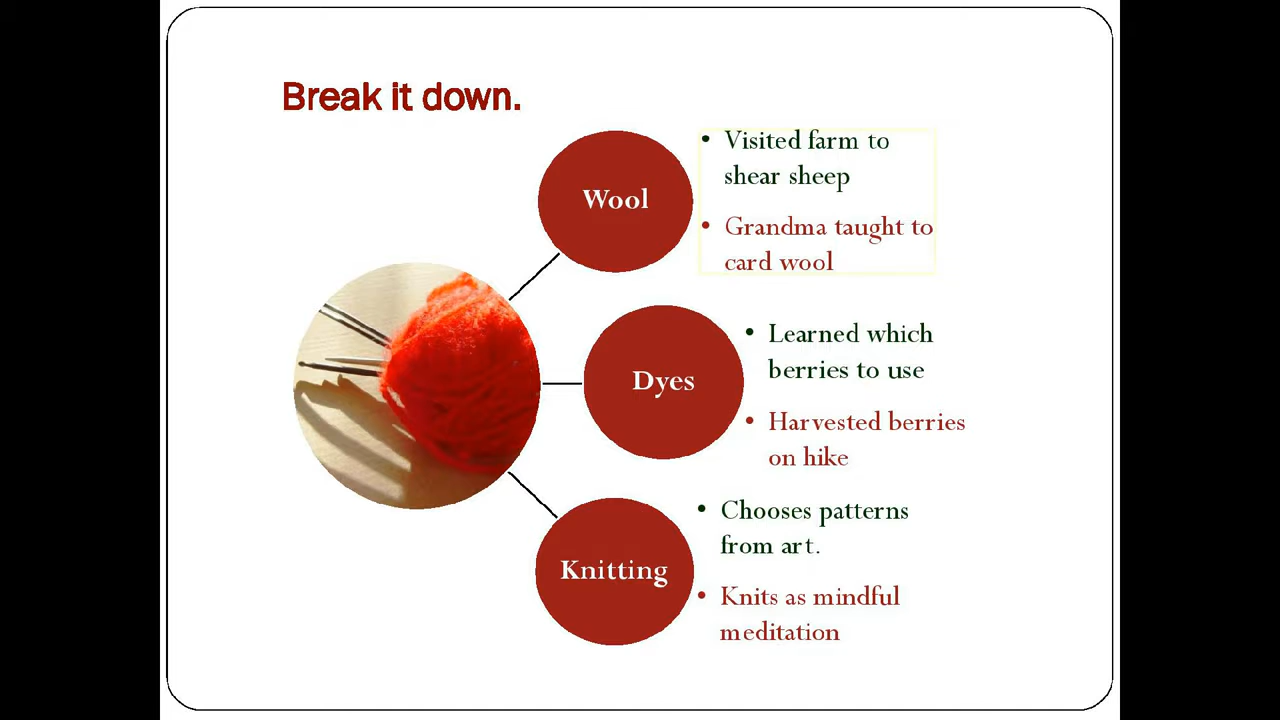 Break it down.
Wool
• Visited farm to
shear sheep
• Grandma taught to
card wool
Dyes
• Learned which
berries to use
• Harvested berries
on hike
Knitting
• Chooses patterns
from art.
• Knits as mindful
meditation